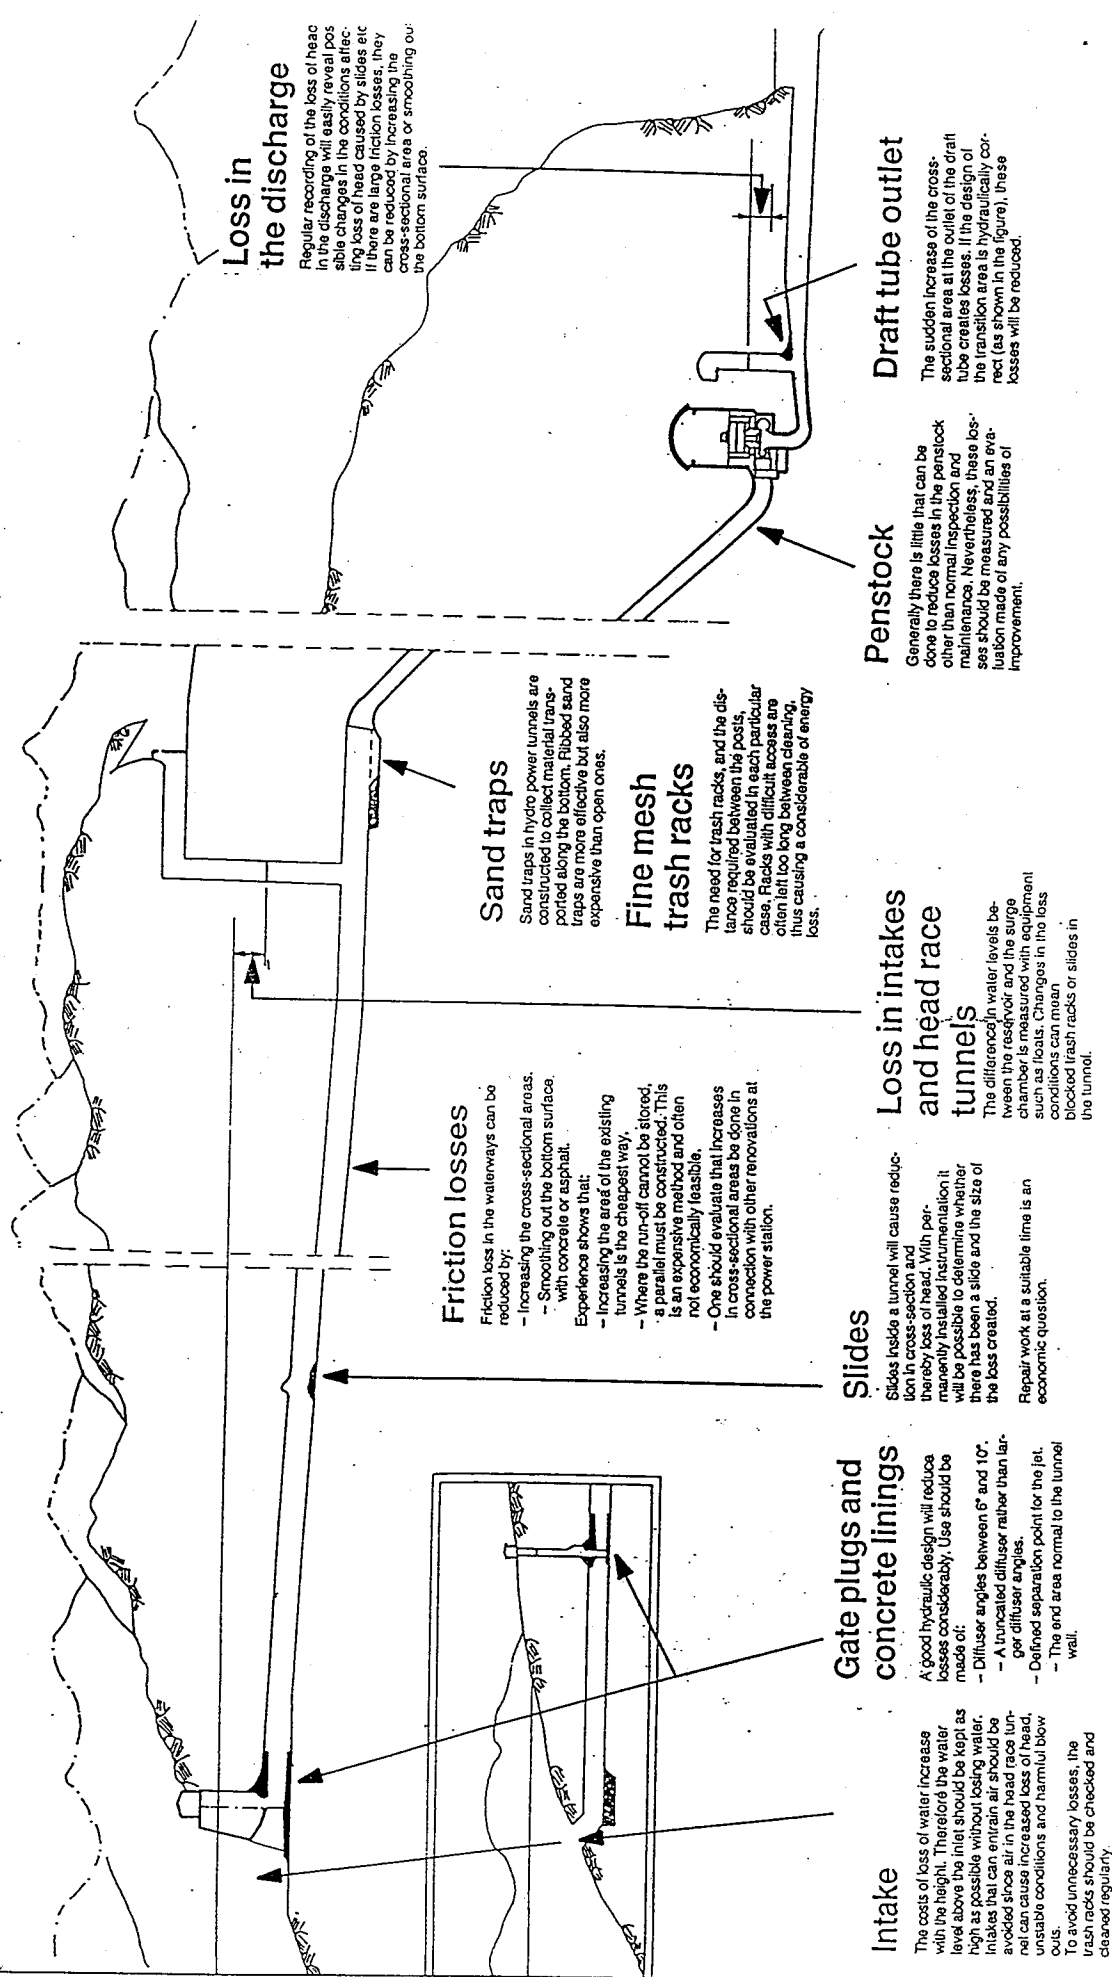 Intake
The costs of loss of water increase
with the height. Therefore the water
level above the inlet should be kept as
high as possible without losing water.
Intakes that can entrain air should be
avoided since air in the head race tun-
nel can cause increased loss of head,
unstable conditions and harmful blow
outs.
To avoid unnecessary losses, the
trash racks should be checked and
cleaned regularly.
Gate plugs and
concrete linings
A good hydraulic design will reduce
losses considerably. Use should be
made of:
– Diffuser angles between 6° and 10°.
– A truncated diffuser rather than lar-
ger diffuser angles.
– Defined separation point for the jet.
– The end area normal to the tunnel
wall.
Slides
Slides inside a tunnel will cause reduc-
tion in cross-section and
thereby loss of head. With per-
manently installed instrumentation it
will be possible to determine whether
there has been a slide and the size of
the loss created.
Repair work at a suitable time is an
economic question.
Friction losses
Friction loss in the waterways can be
reduced by:
– Increasing the cross-sectional areas.
– Smoothing out the bottom surface.
with concrete or asphalt.
Experience shows that:
– Increasing the area of the existing
tunnels is the cheapest way.
– Where the run-off cannot be stored,
a parallel must be constructed. This
is an expensive method and often
not economically feasible.
– One should evaluate that increases
in cross-sectional areas be done in
connection with other renovations at
the power station.
Loss in intakes
and head race
tunnels
The difference in water levels be-
tween the reservoir and the surge
chamber is measured with equipment
such as floats. Changes in the loss
conditions can mean
blocked trash racks or slides in
the tunnel.
Sand traps
Sand traps in hydro power tunnels are
constructed to collect material trans-
ported along the bottom. Ribbed sand
traps are more effective but also more
expensive than open ones.
Fine mesh
trash racks
The need for trash racks, and the dis-
tance required between the posts,
should be evaluated in each particular
case. Racks with difficult access are
often left too long between cleaning,
thus causing a considerable of energy
loss.
Penstock
Generally there is little that can be
done to reduce losses in the penstock
other than normal inspection and
maintenance. Nevertheless, these los-
ses should be measured and an eva-
luation made of any possibilities of
improvement.
Draft tube outlet
The sudden increase of the cross-
sectional area at the outlet of the draft
tube creates losses. If the design of
the transition area is hydraulically cor-
rect (as shown in the figure), these
losses will be reduced.
Loss in
the discharge
Regular recording of the loss of head
in the discharge will easily reveal pos
sible changes in the conditions affec-
ting loss of head caused by slides etc
If there are large friction losses, they
can be reduced by increasing the
cross-sectional area or smoothing ou
the bottom surface.